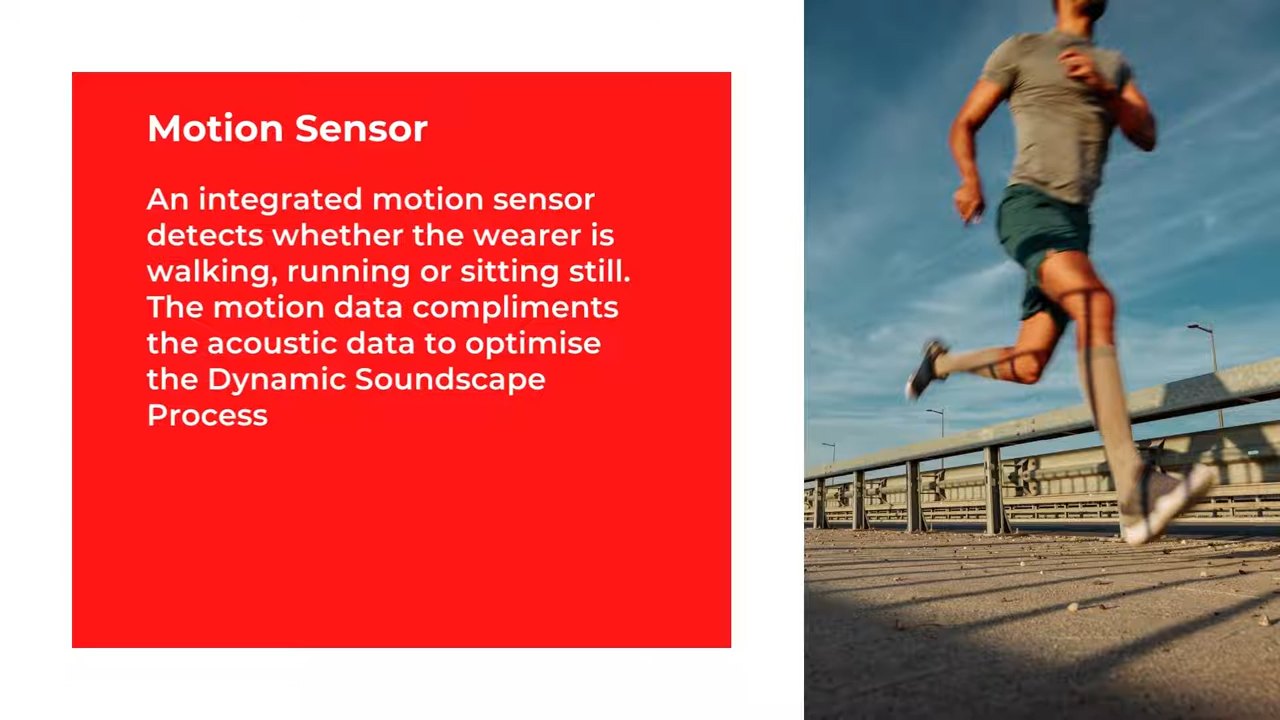 Motion Sensor
An integrated motion sensor
detects whether the wearer is
walking, running or sitting still.
The motion data compliments
the acoustic data to optimise
the Dynamic Soundscape
Process